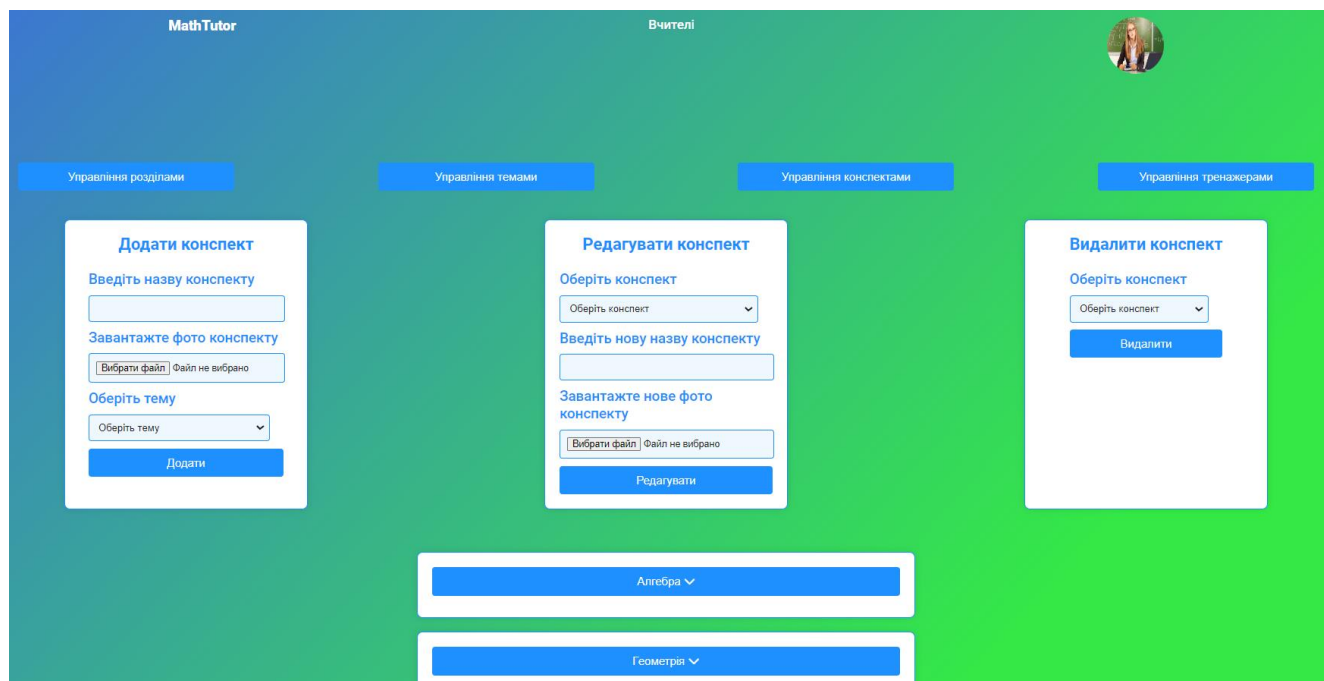 MathTutor
Вчителі
Управління розділами
Управління темами
Управління конспектами
Управління тренажерами
Додати конспект
Введіть назву конспекту
Завантажте фото конспекту
Вибрати файл Файл не вибрано
Оберіть тему
Оберіть тему
Додати
Редагувати конспект
Оберіть конспект
Оберіть конспект
Введіть нову назву конспекту
Завантажте нове фото
конспекту
Вибрати файл Файл не вибрано
Редагувати
Видалити конспект
Оберіть конспект
Оберіть конспект
Видалити
Алгебра
Геометрія